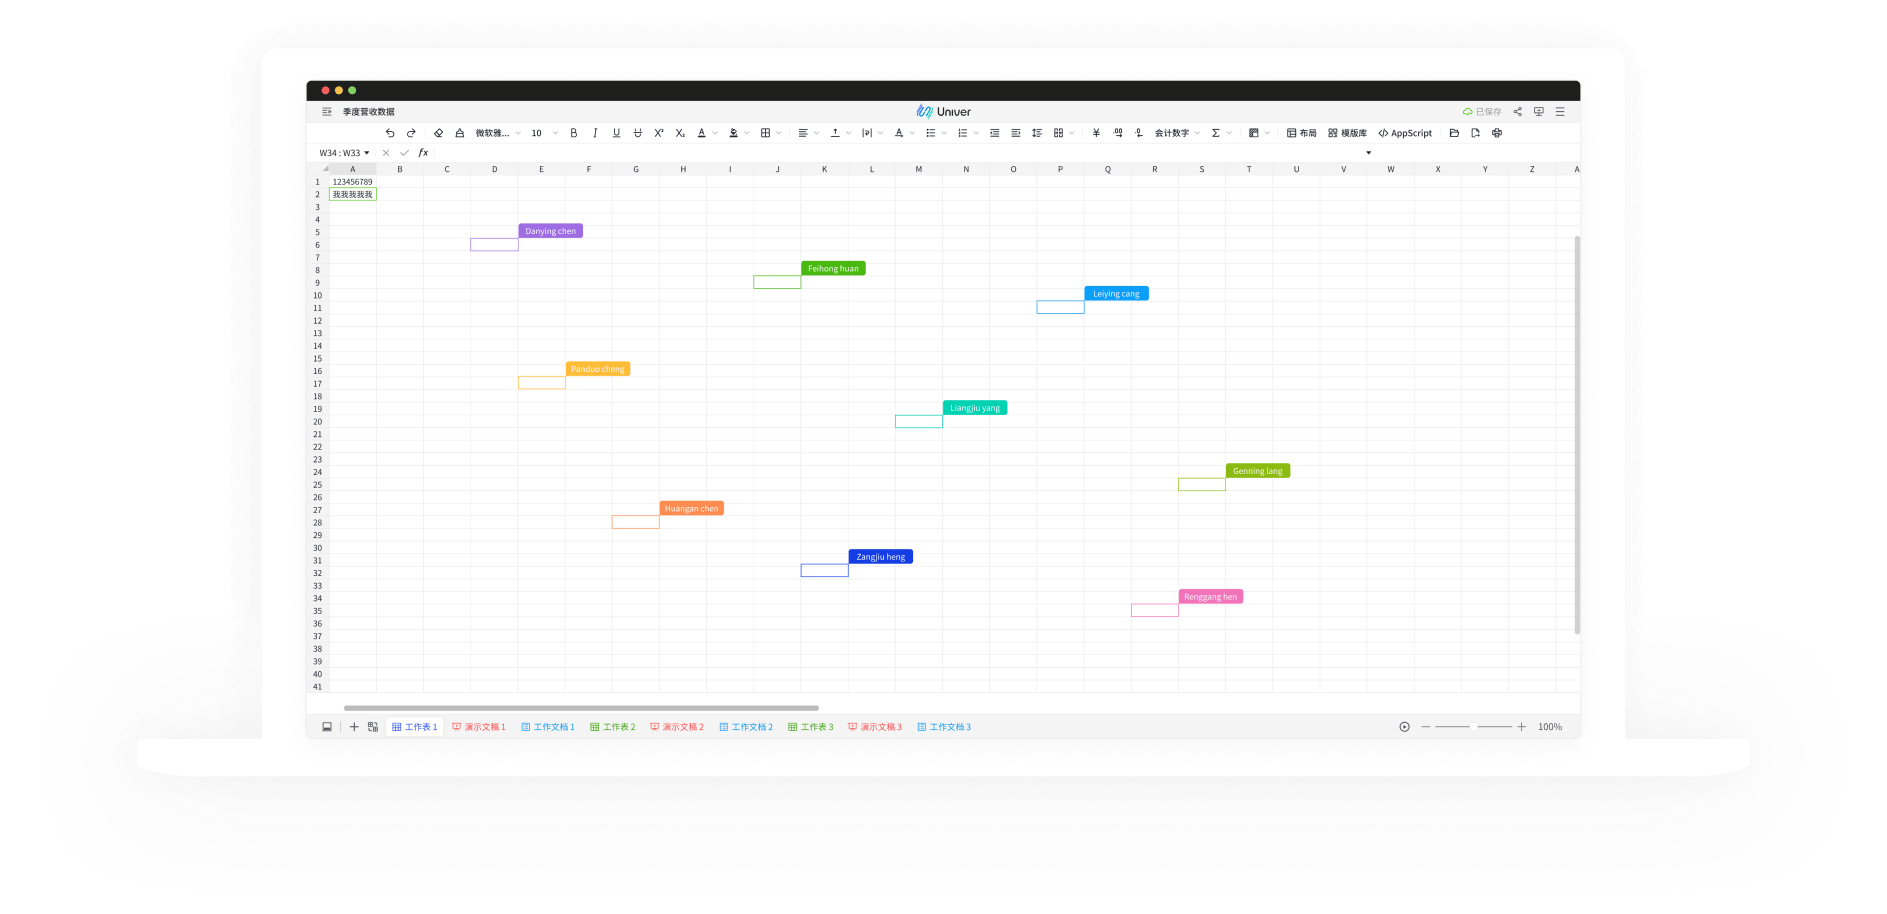 季度营收数据
Univer
已保存
微软雅...
10
B I U U X² X₂ A
¥ .00 .0 会计数字 Σ 布局 模版库 </> AppScript
W34 : W33 fx
A B C D E F G H I J K L M N O P Q R S T U V W X Y Z A
1 123456789
2 我我我我我
3
4
5 Danying chen
6
7
8 Feihong huan
9
10 Leiying cang
11
12
13
14
15
16 Panduo cheng
17
18
19 Liangjiu yang
20
21
22
23
24 Genning lang
25
26
27 Huangan chen
28
29
30
31 Zangjiu heng
32
33
34 Renggang hen
35
36
37
38
39
40
41
工作表 1 演示文稿 1 工作文档 1 工作表 2 演示文稿 2 工作文档 2 工作表 3 演示文稿 3 工作文档 3 100%